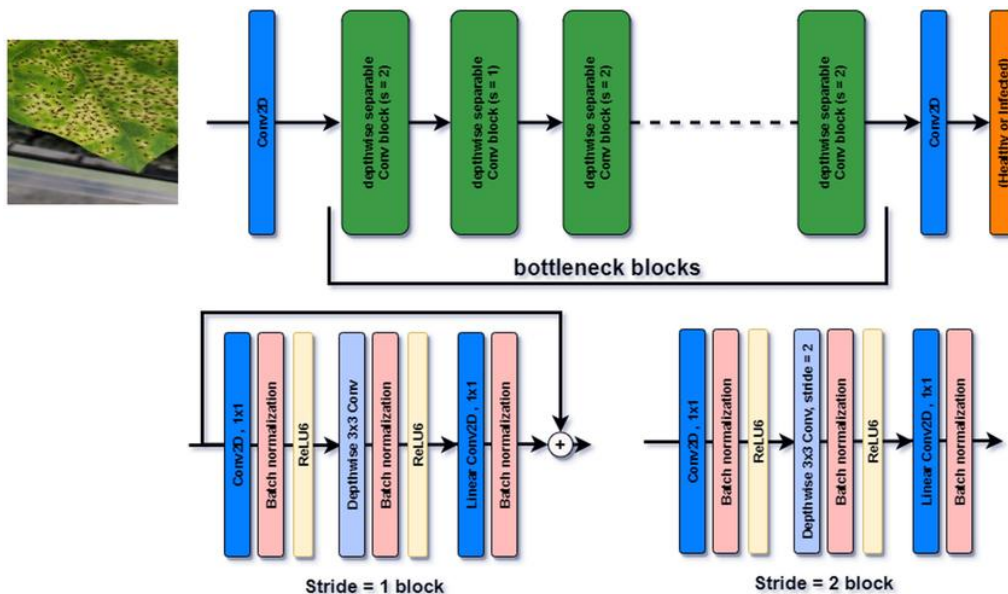 Conv2D
depthwise separable
Conv block (s = 2)
depthwise separable
Conv block (s = 1)
depthwise separable
Conv block (s = 2)
depthwise separable
Conv block (s = 2)
Conv2D
(Healthy or Infected)
bottleneck blocks
Conv2D , 1x1
Batch normalization
ReLU6
Depthwise 3x3 Conv
Batch normalization
ReLU6
Linear Conv2D , 1x1
Batch normalization
+
Stride = 1 block
Conv2D, 1x1
Batch normalization
ReLU6
Depthwise 3x3 Conv, stride = 2
Batch normalization
ReLU6
Linear Conv2D , 1x1
Batch normalization
Stride = 2 block